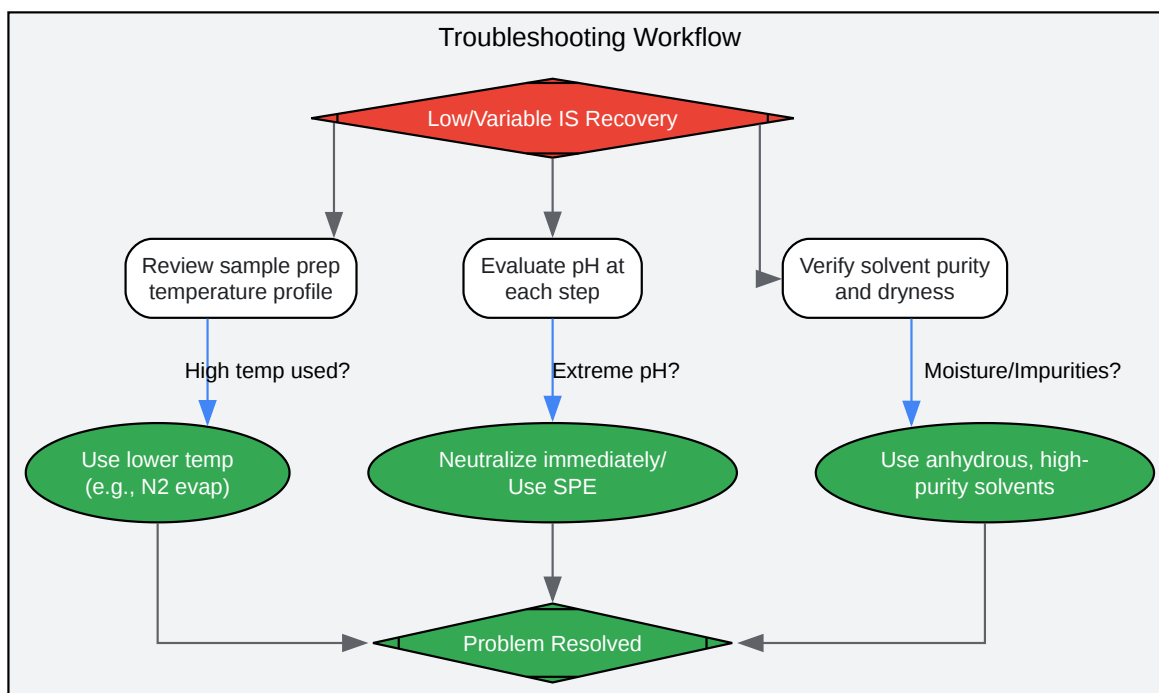 Troubleshooting Workflow
Low/Variable IS Recovery
Review sample prep
temperature profile
Evaluate pH at
each step
Verify solvent purity
and dryness
High temp used?
Extreme pH?
Moisture/Impurities?
Use lower temp
(e.g., N2 evap)
Neutralize immediately/
Use SPE
Use anhydrous, high-
purity solvents
Problem Resolved